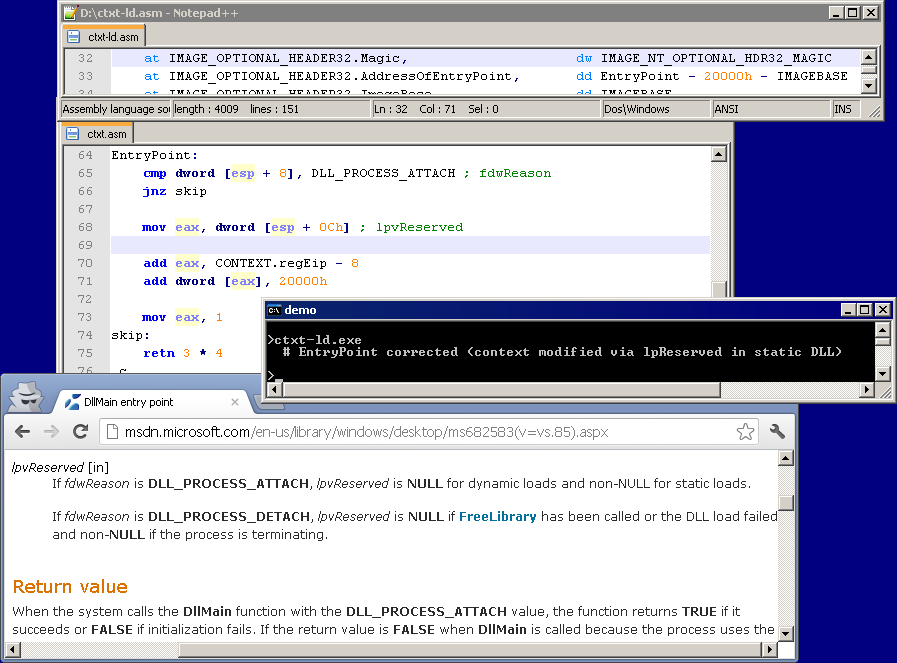 D:\ctxt-ld.asm - Notepad++
ctxt-ld.asm
32 at IMAGE_OPTIONAL_HEADER32.Magic, dw IMAGE_NT_OPTIONAL_HDR32_MAGIC
33 at IMAGE_OPTIONAL_HEADER32.AddressOfEntryPoint, dd EntryPoint - 20000h - IMAGEBASE
34 at IMAGE_OPTIONAL_HEADER32.ImageBase, dd IMAGEBASE
Assembly language sou length : 4009 lines : 151 Ln : 32 Col : 71 Sel : 0 Dos\Windows ANSI INS
ctxt.asm
64 EntryPoint:
65 cmp dword [esp + 8], DLL_PROCESS_ATTACH ; fdwReason
66 jnz skip
67
68 mov eax, dword [esp + 0Ch] ; lpvReserved
69
70 add eax, CONTEXT.regEip - 8
71 add dword [eax], 20000h
72
73 mov eax, 1
74 skip:
75 retn 3 * 4
76
demo
>ctxt-ld.exe
# EntryPoint corrected (context modified via lpReserved in static DLL)
>
DllMain entry point
msdn.microsoft.com/en-us/library/windows/desktop/ms682583(v=vs.85).aspx
lpvReserved [in]
If fdwReason is DLL_PROCESS_ATTACH, lpvReserved is NULL for dynamic loads and non-NULL for static loads.
If fdwReason is DLL_PROCESS_DETACH, lpvReserved is NULL if FreeLibrary has been called or the DLL load failed
and non-NULL if the process is terminating.
Return value
When the system calls the DllMain function with the DLL_PROCESS_ATTACH value, the function returns TRUE if it
succeeds or FALSE if initialization fails. If the return value is FALSE when DllMain is called because the process uses the